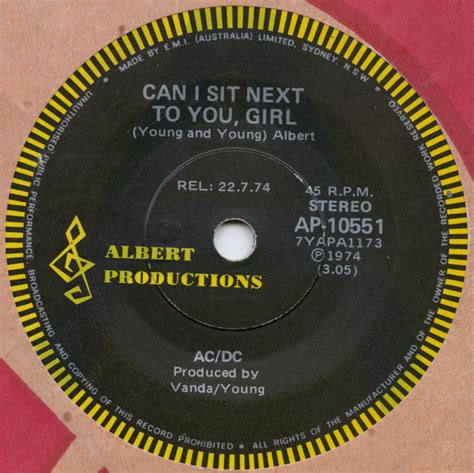 MADE BY E.M.I. (AUSTRALIA) LIMITED, SYDNEY, N.S.W.
CAN I SIT NEXT
TO YOU, GIRL
(Young and Young) Albert
REL: 22.7.74
45 R.P.M.
STEREO
AP-10551
7YAPA1173
Ⓟ 1974
(3.05)
ALBERT
PRODUCTIONS
AC/DC
Produced by
Vanda/Young
UNAUTHORISED PUBLIC PERFORMANCE, BROADCASTING AND COPYING OF THIS RECORD PROHIBITED • ALL RIGHTS OF THE MANUFACTURER AND OF THE OWNER OF THE RECORDED WORK RESERVED